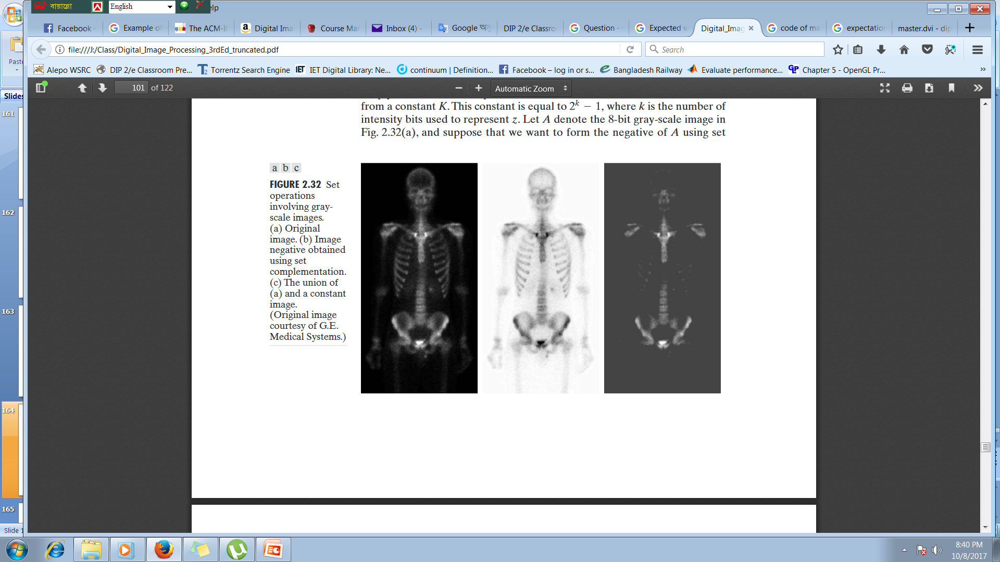 বায়ান্নো
English
elp
Facebook -
Example of
The ACM-IC
Digital Ima
Course Mar
Inbox (4) -
Google অনু
DIP 2/e Classro
Question -
Expected v
Digital_Imag
code of ma
expectation
master.dvi - dip
file:///J:/Class/Digital_Image_Processing_3rdEd_truncated.pdf
Search
Paste
Alepo WSRC
DIP 2/e Classroom Pre...
Torrentz Search Engine
IET Digital Library: Ne...
continuum | Definition...
Facebook – log in or s...
Bangladesh Railway
Evaluate performance...
Chapter 5 - OpenGL Pr...
101 of 122
Automatic Zoom
Slides
161
162
163
164
165
Slide 1
from a constant K. This constant is equal to 2^k − 1, where k is the number of
intensity bits used to represent z. Let A denote the 8-bit gray-scale image in
Fig. 2.32(a), and suppose that we want to form the negative of A using set
a b c
FIGURE 2.32 Set
operations
involving gray-
scale images.
(a) Original
image. (b) Image
negative obtained
using set
complementation.
(c) The union of
(a) and a constant
image.
(Original image
courtesy of G.E.
Medical Systems.)
8:40 PM
10/8/2017